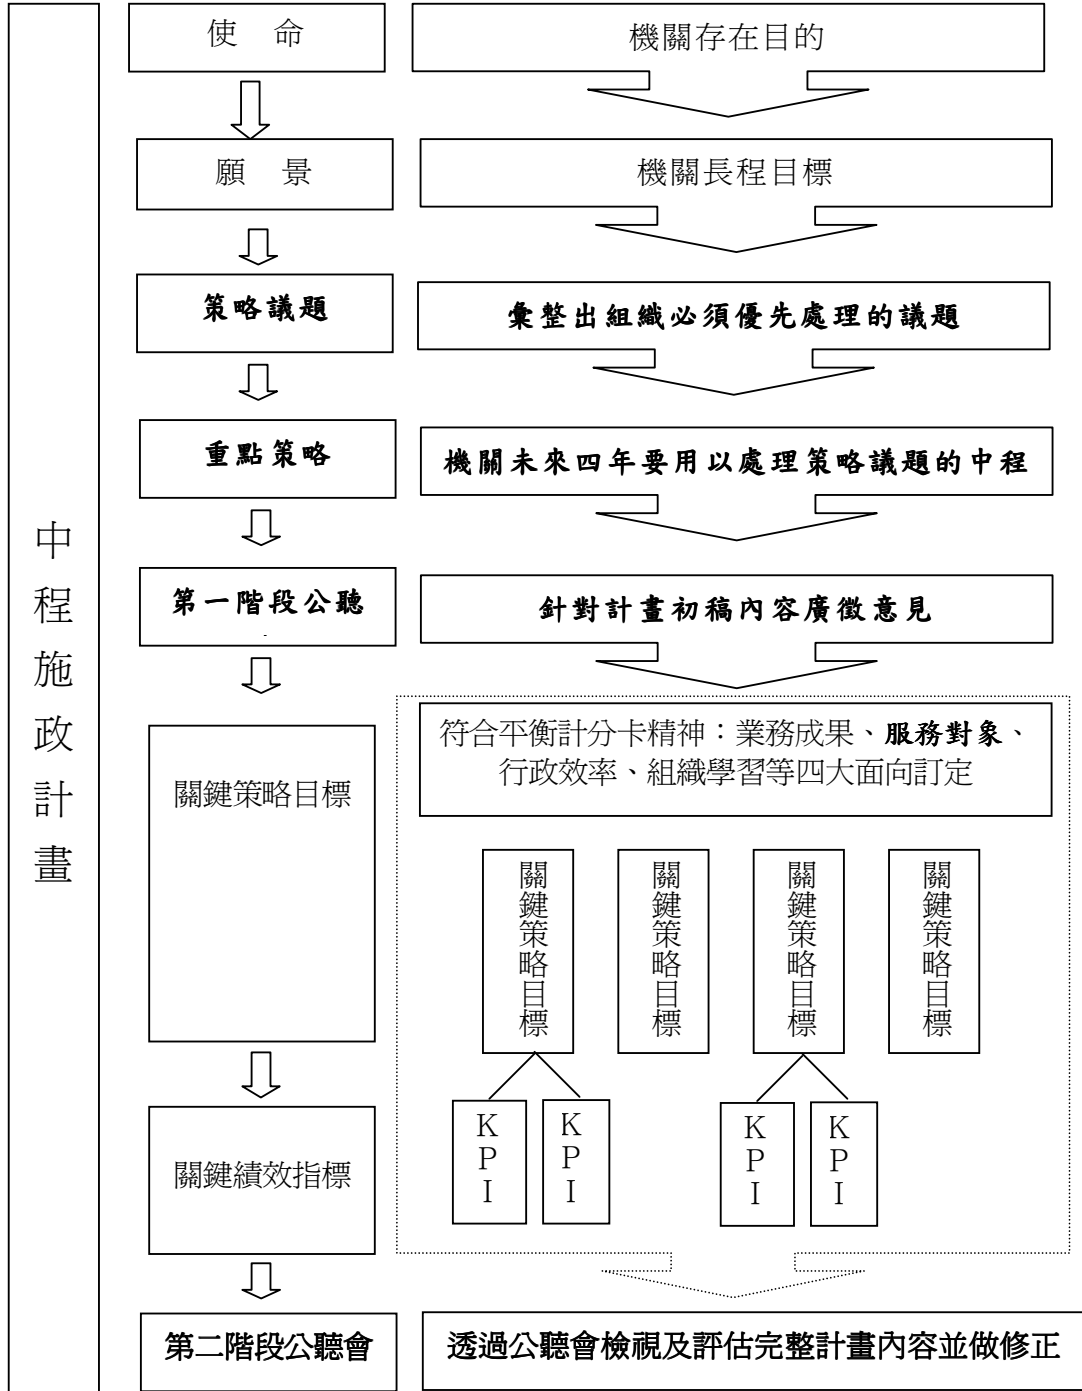 中程施政計畫
使　命
機關存在目的
願　景
機關長程目標
策略議題
彙整出組織必須優先處理的議題
重點策略
機關未來四年要用以處理策略議題的中程
第一階段公聽
針對計畫初稿內容廣徵意見
關鍵策略目標
符合平衡計分卡精神：業務成果、服務對象、
行政效率、組織學習等四大面向訂定
關鍵策略目標
關鍵策略目標
關鍵策略目標
關鍵策略目標
關鍵績效指標
KPI
KPI
KPI
KPI
第二階段公聽會
透過公聽會檢視及評估完整計畫內容並做修正